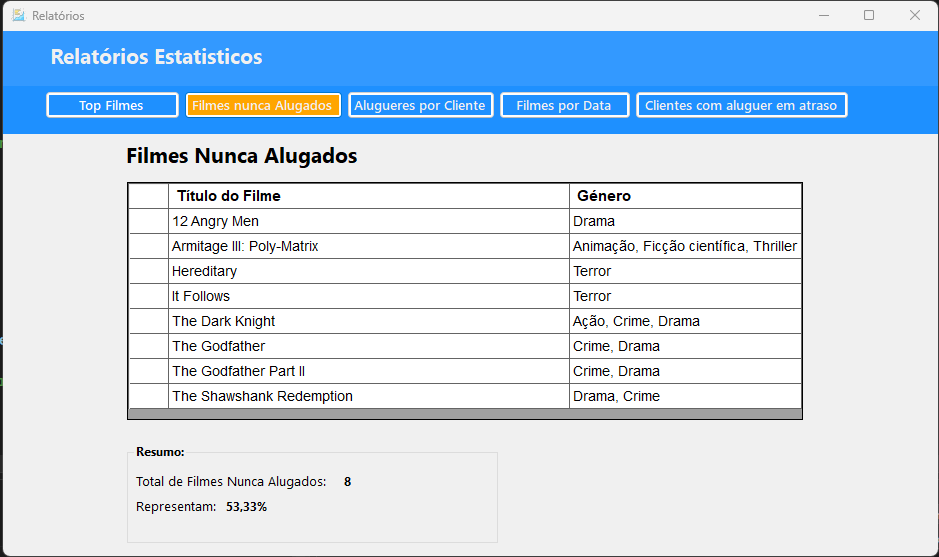 Relatórios
Relatórios Estatisticos
Top Filmes Filmes nunca Alugados Alugueres por Cliente Filmes por Data Clientes com aluguer em atraso
Filmes Nunca Alugados
Título do Filme Género
12 Angry Men Drama
Armitage III: Poly-Matrix Animação, Ficção científica, Thriller
Hereditary Terror
It Follows Terror
The Dark Knight Ação, Crime, Drama
The Godfather Crime, Drama
The Godfather Part II Crime, Drama
The Shawshank Redemption Drama, Crime
Resumo:
Total de Filmes Nunca Alugados: 8
Representam: 53,33%